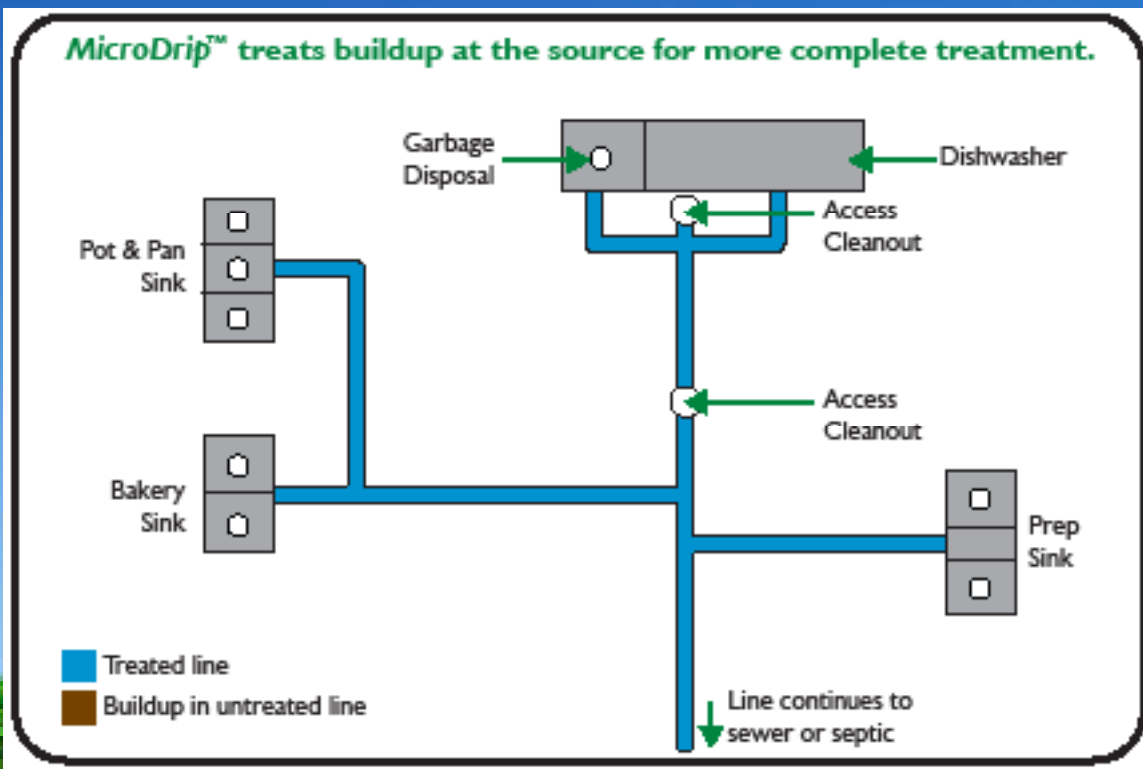 MicroDrip™ treats buildup at the source for more complete treatment.
Garbage
Disposal
Dishwasher
Access
Cleanout
Pot & Pan
Sink
Access
Cleanout
Bakery
Sink
Prep
Sink
Treated line
Buildup in untreated line
Line continues to
sewer or septic